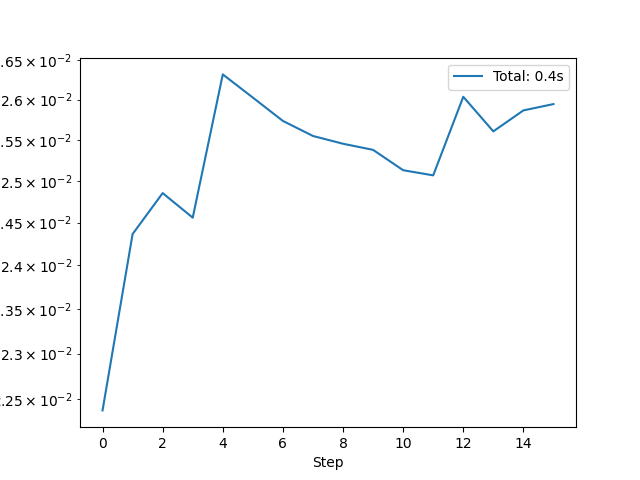 Total: 0.4s
.65 × 10⁻²
2.6 × 10⁻²
.55 × 10⁻²
2.5 × 10⁻²
.45 × 10⁻²
2.4 × 10⁻²
.35 × 10⁻²
2.3 × 10⁻²
.25 × 10⁻²
0 2 4 6 8 10 12 14
Step